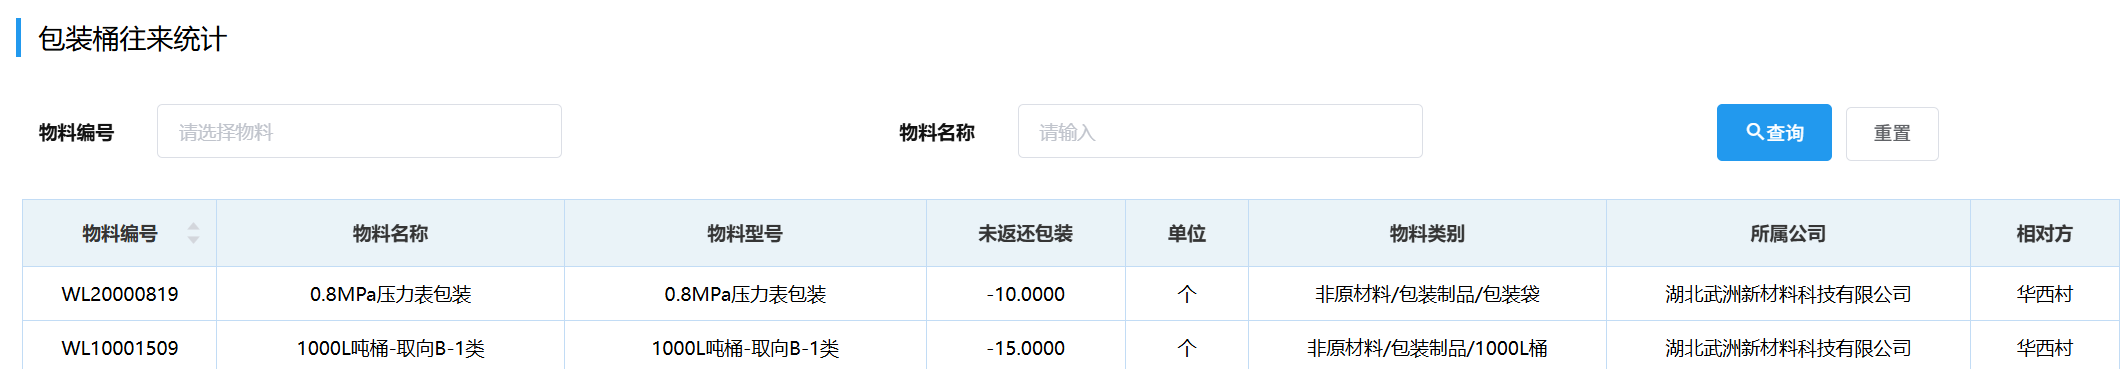 包装桶往来统计
物料编号 请选择物料 物料名称 请输入 查询 重置
物料编号 物料名称 物料型号 未返还包装 单位 物料类别 所属公司 相对方
WL20000819 0.8MPa压力表包装 0.8MPa压力表包装 -10.0000 个 非原材料/包装制品/包装袋 湖北武洲新材料科技有限公司 华西村
WL10001509 1000L吨桶-取向B-1类 1000L吨桶-取向B-1类 -15.0000 个 非原材料/包装制品/1000L桶 湖北武洲新材料科技有限公司 华西村